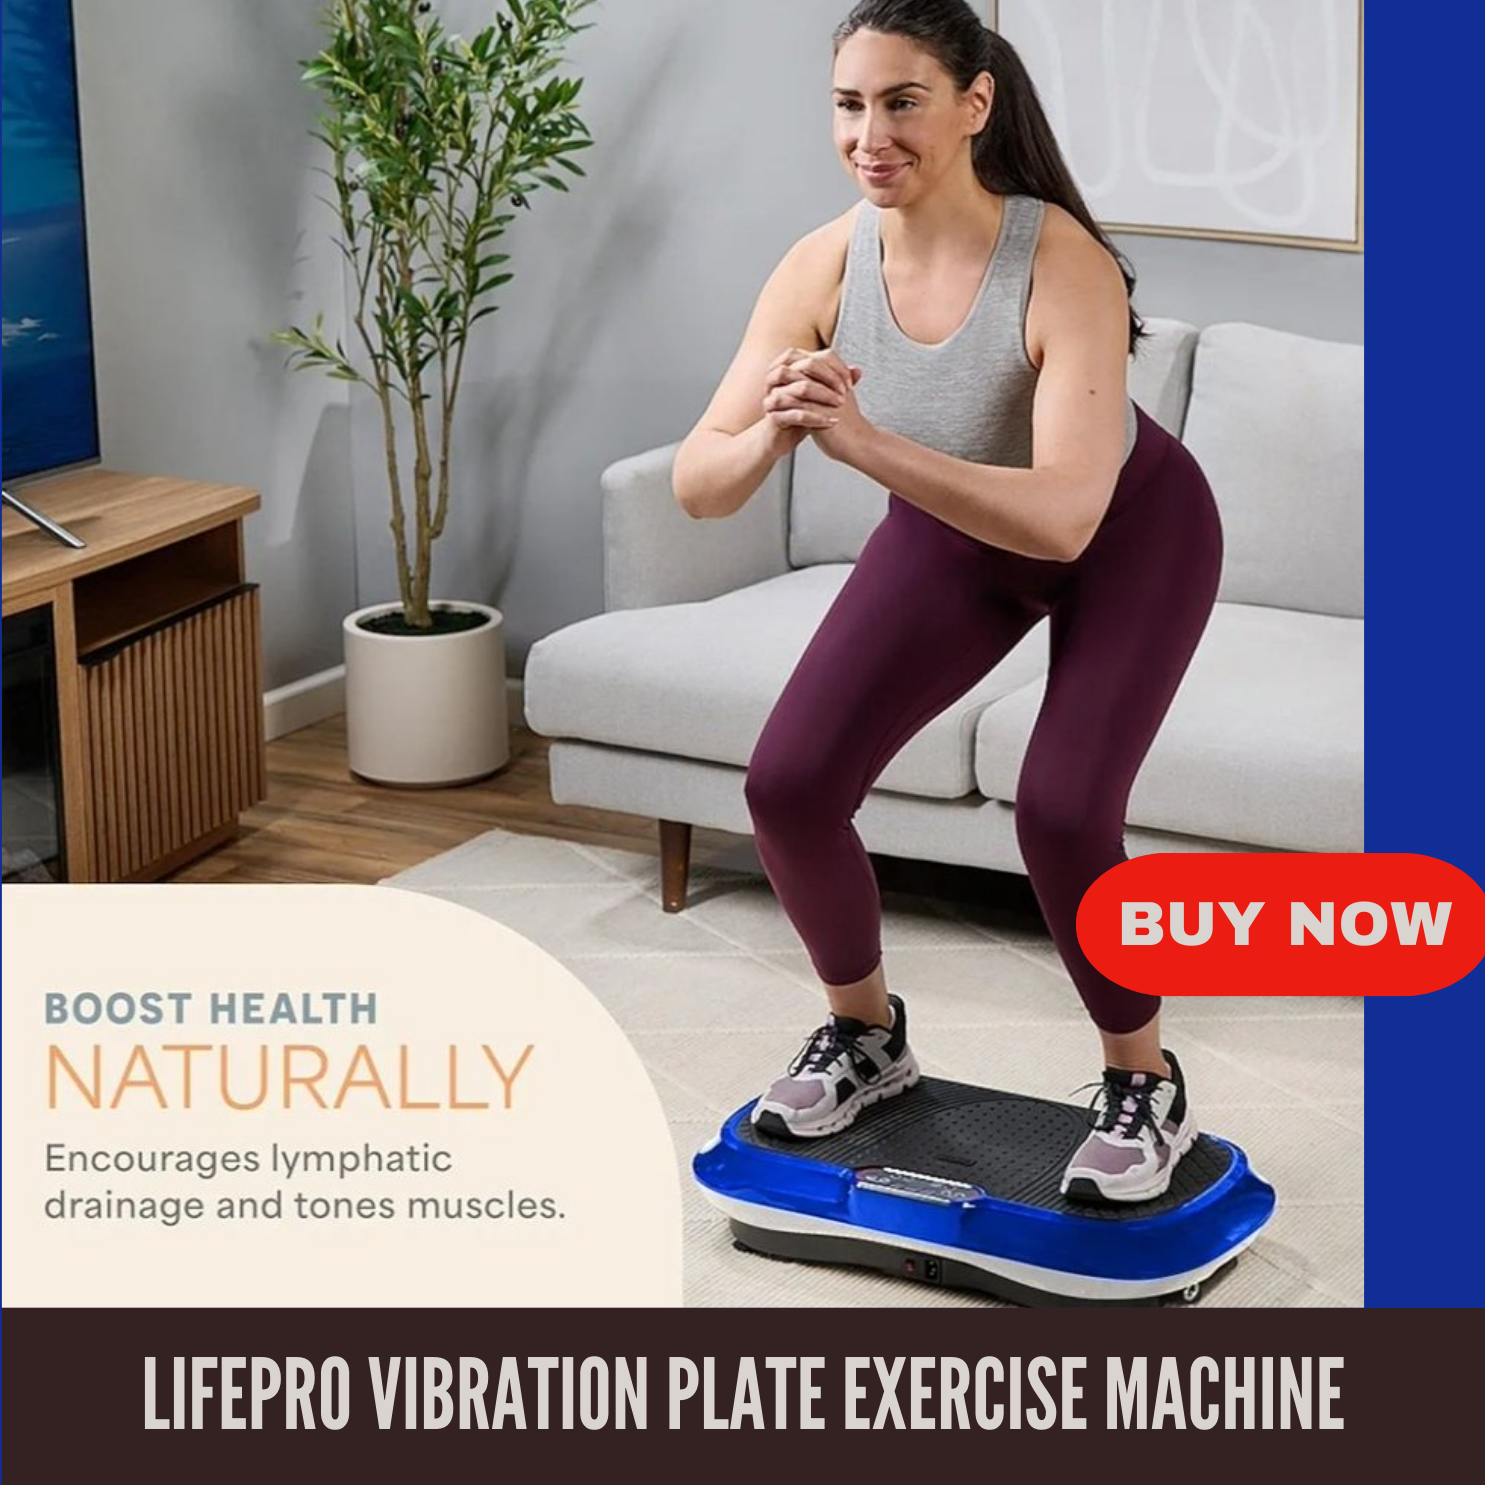 BUY NOW
BOOST HEALTH
NATURALLY
Encourages lymphatic
drainage and tones muscles.
LIFEPRO VIBRATION PLATE EXERCISE MACHINE